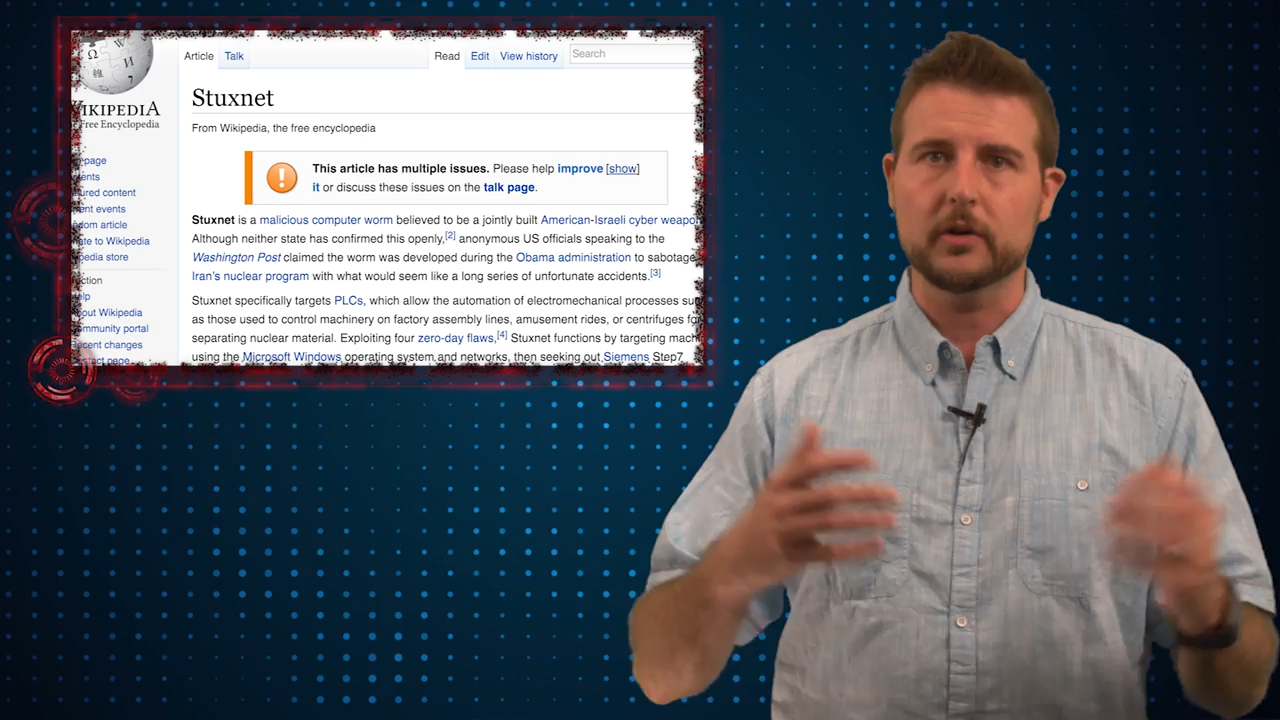 Article Talk Read Edit View history Search
Stuxnet
WIKIPEDIA
Free Encyclopedia
From Wikipedia, the free encyclopedia
This article has multiple issues. Please help improve [show]
it or discuss these issues on the talk page.
page
ents
ured content
ent events
dom article
ate to Wikipedia
pedia store
ction
elp
out Wikipedia
mmunity portal
ecent changes
ntact page
Stuxnet is a malicious computer worm believed to be a jointly built American-Israeli cyber weapon
Although neither state has confirmed this openly,[2] anonymous US officials speaking to the
Washington Post claimed the worm was developed during the Obama administration to sabotage
Iran's nuclear program with what would seem like a long series of unfortunate accidents.[3]
Stuxnet specifically targets PLCs, which allow the automation of electromechanical processes su
as those used to control machinery on factory assembly lines, amusement rides, or centrifuges fo
separating nuclear material. Exploiting four zero-day flaws,[4] Stuxnet functions by targeting mach
using the Microsoft Windows operating system and networks, then seeking out Siemens Step7